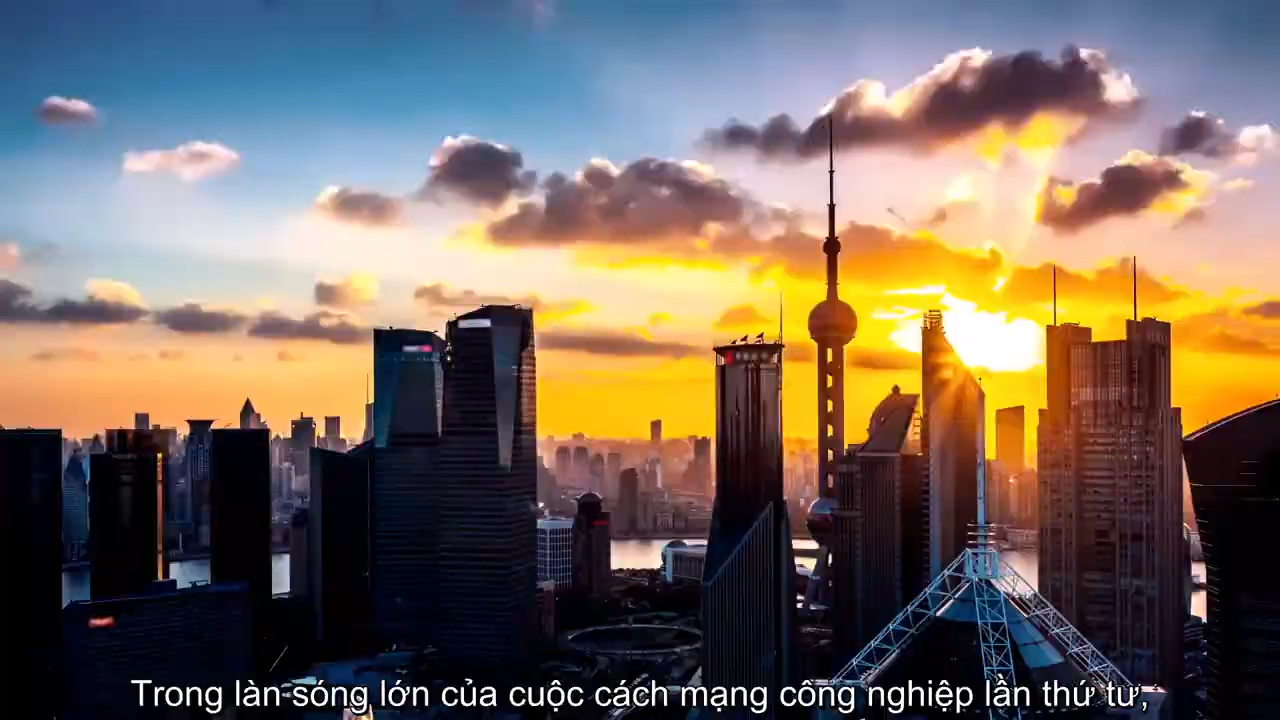 Trong làn sóng lớn của cuộc cách mạng công nghiệp lần thứ tư,